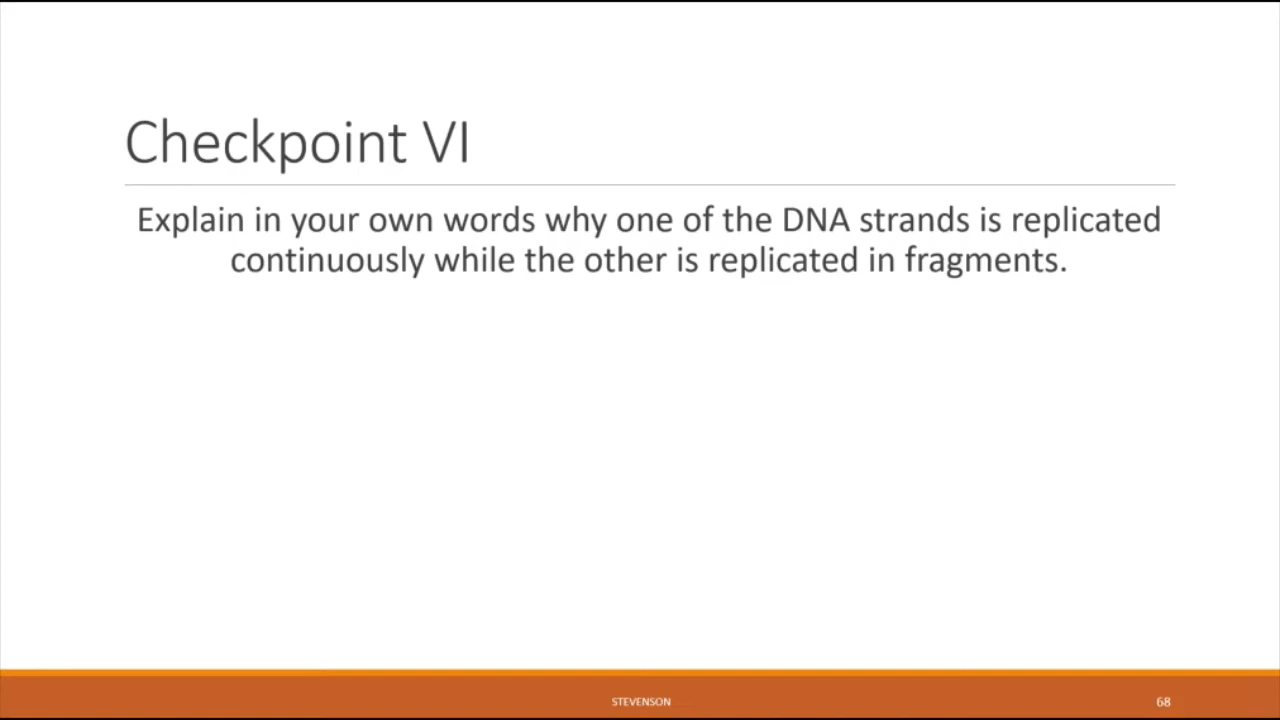 Checkpoint VI
Explain in your own words why one of the DNA strands is replicated
continuously while the other is replicated in fragments.
STEVENSON
68